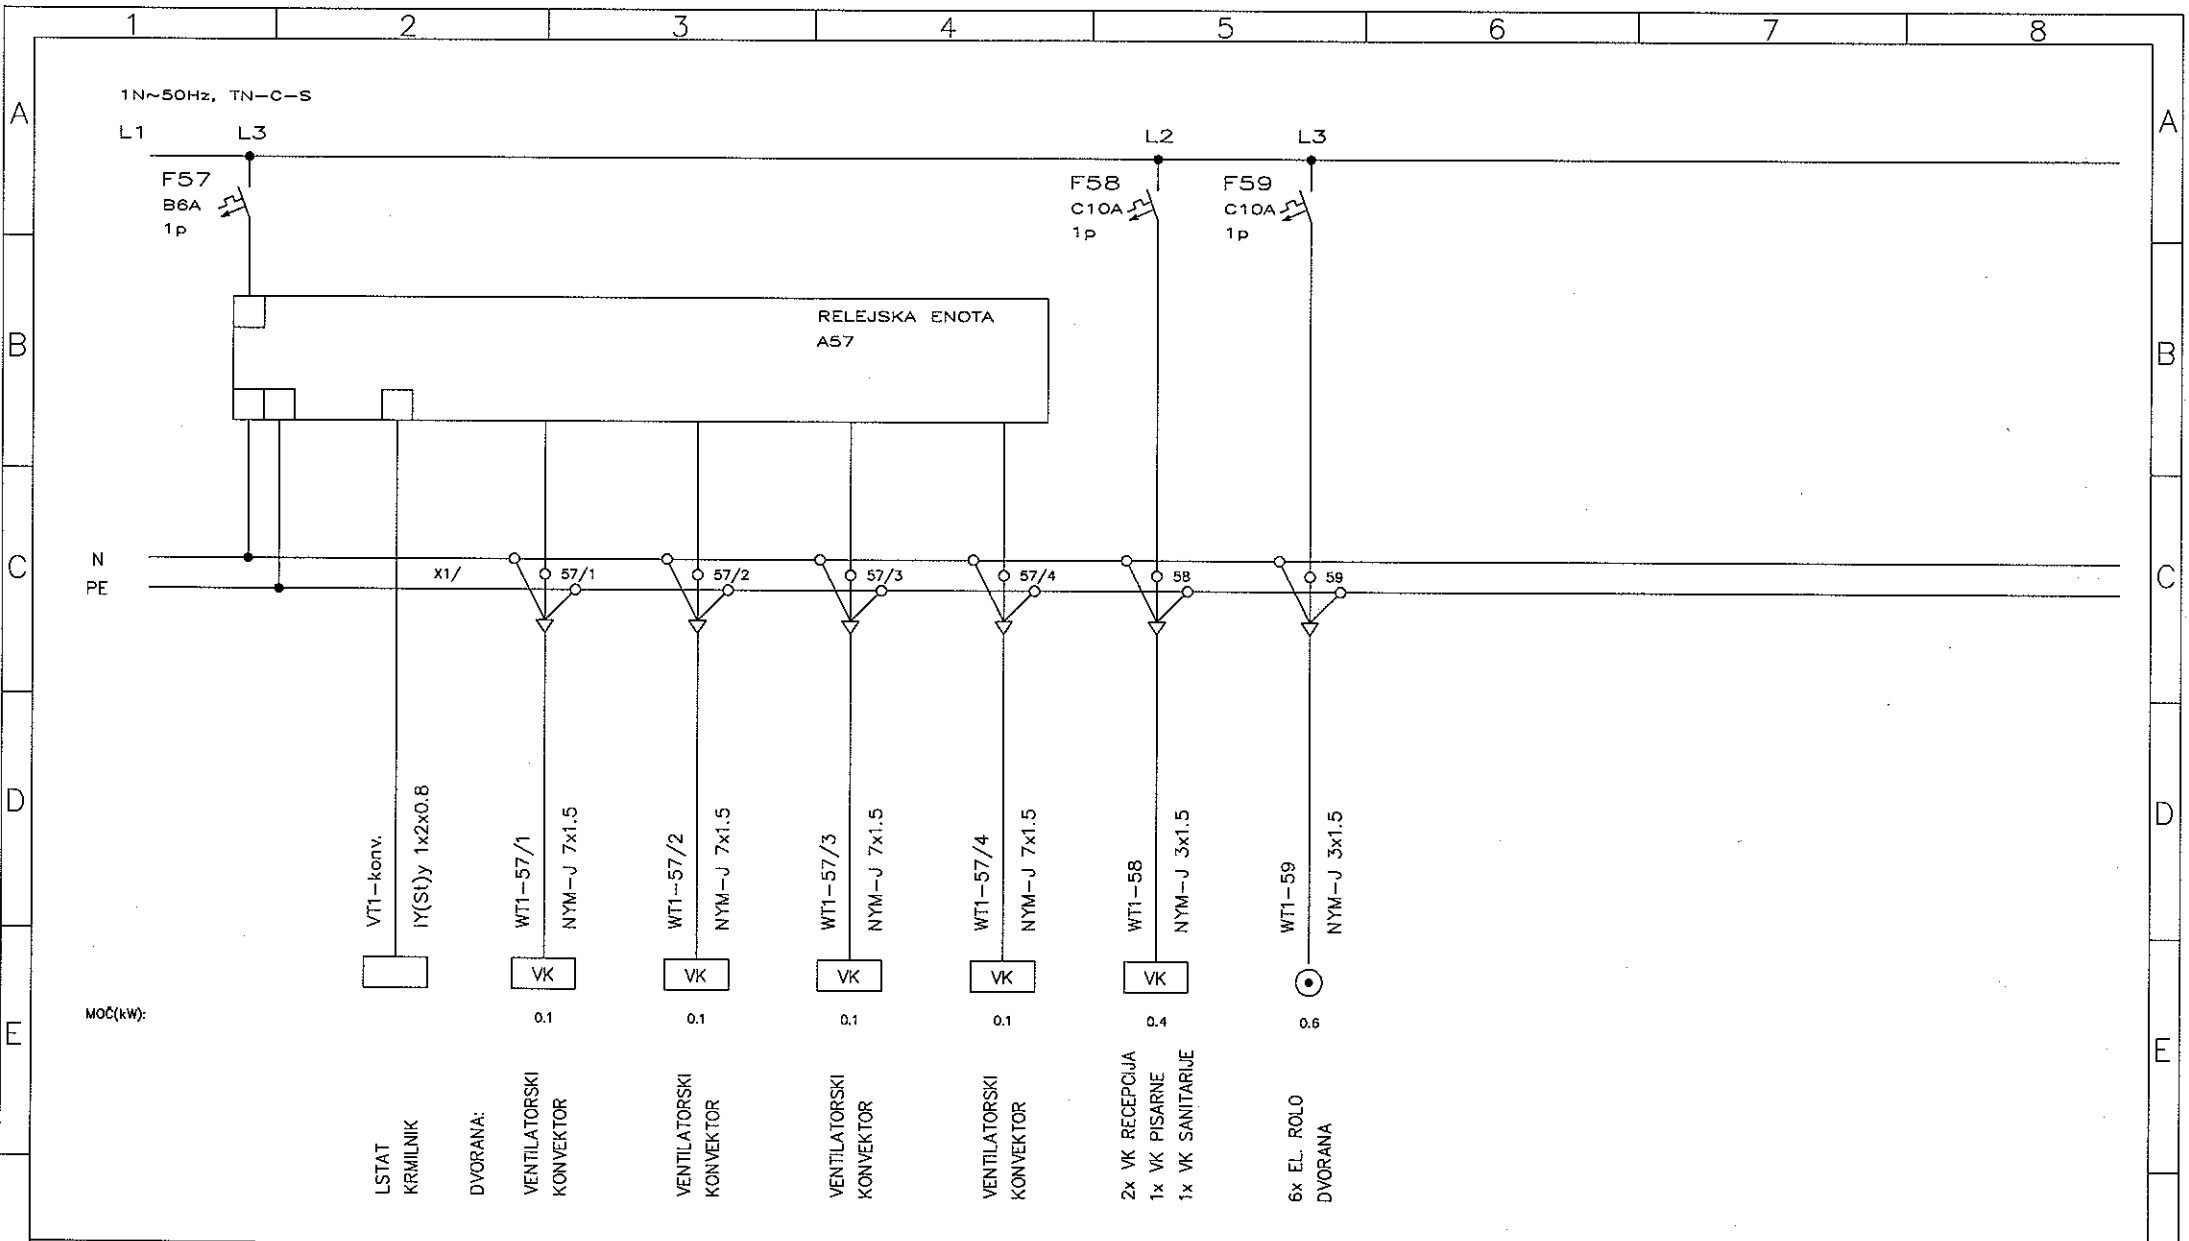 1 2 3 4 5 6 7 8
A A
1N~50Hz, TN-C-S
L1 L3 L2 L3
F57
B6A
1p
F58
C10A
1p
F59
C10A
1p
B B
RELEJSKA ENOTA
A57
C C
N
PE
X1/ 57/1 57/2 57/3 57/4 58 59
D D
VT1-konv.
IY(St)y 1x2x0.8
WT1-57/1
NYM-J 7x1.5
WT1-57/2
NYM-J 7x1.5
WT1-57/3
NYM-J 7x1.5
WT1-57/4
NYM-J 7x1.5
WT1-58
NYM-J 3x1.5
WT1-59
NYM-J 3x1.5
VK VK VK VK VK
E E
MOČ(kW): 0.1 0.1 0.1 0.1 0.4 0.6
LSTAT
KRMILNIK
DVORANA:
VENTILATORSKI
KONVEKTOR
VENTILATORSKI
KONVEKTOR
VENTILATORSKI
KONVEKTOR
VENTILATORSKI
KONVEKTOR
2x VK RECEPCIJA
1x VK PISARNE
1x VK SANITARIJE
6x EL. ROLO
DVORANA